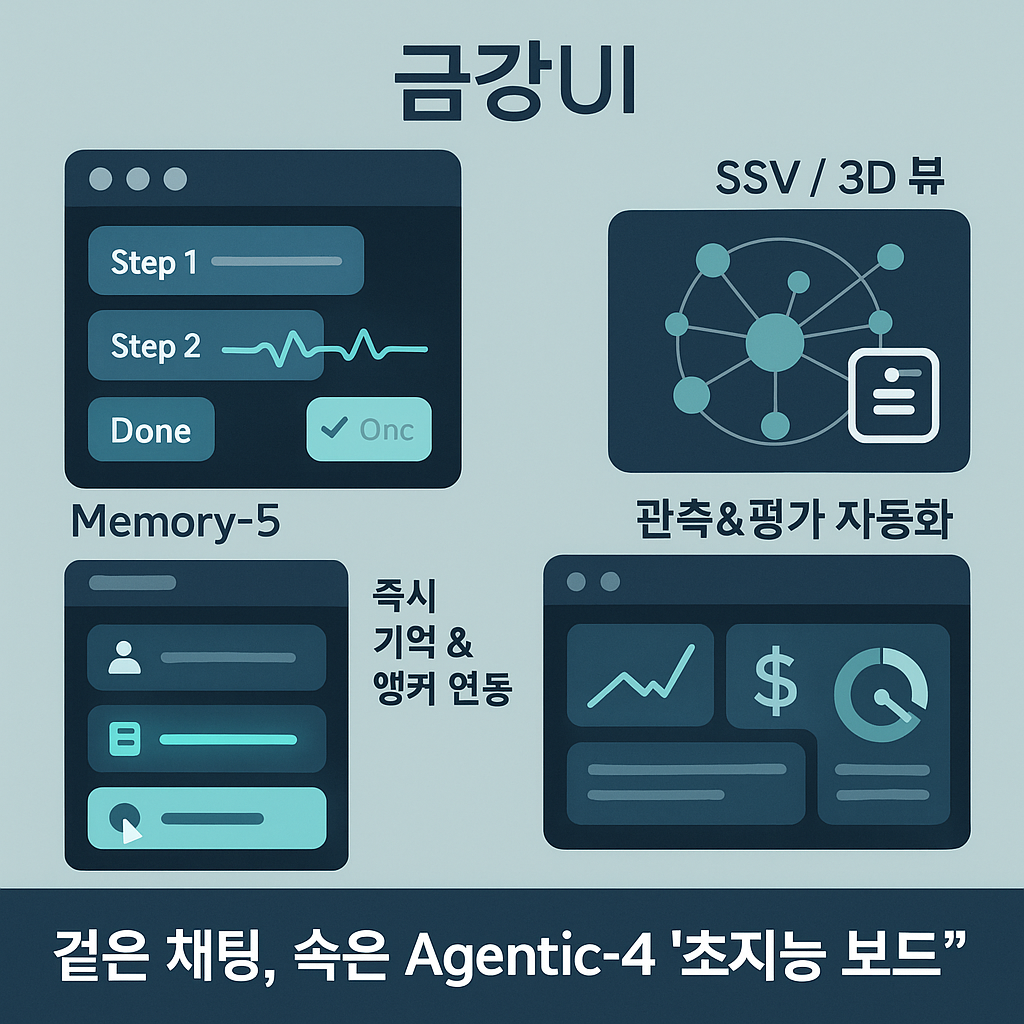 금강UI
Step 1
Step 2
Done
✓ Onc
SSV / 3D 뷰
Memory-5
즉시
기억 &
앵커 연동
관측&평가 자동화
$
겉은 채팅, 속은 Agentic-4 '초지능 보드”